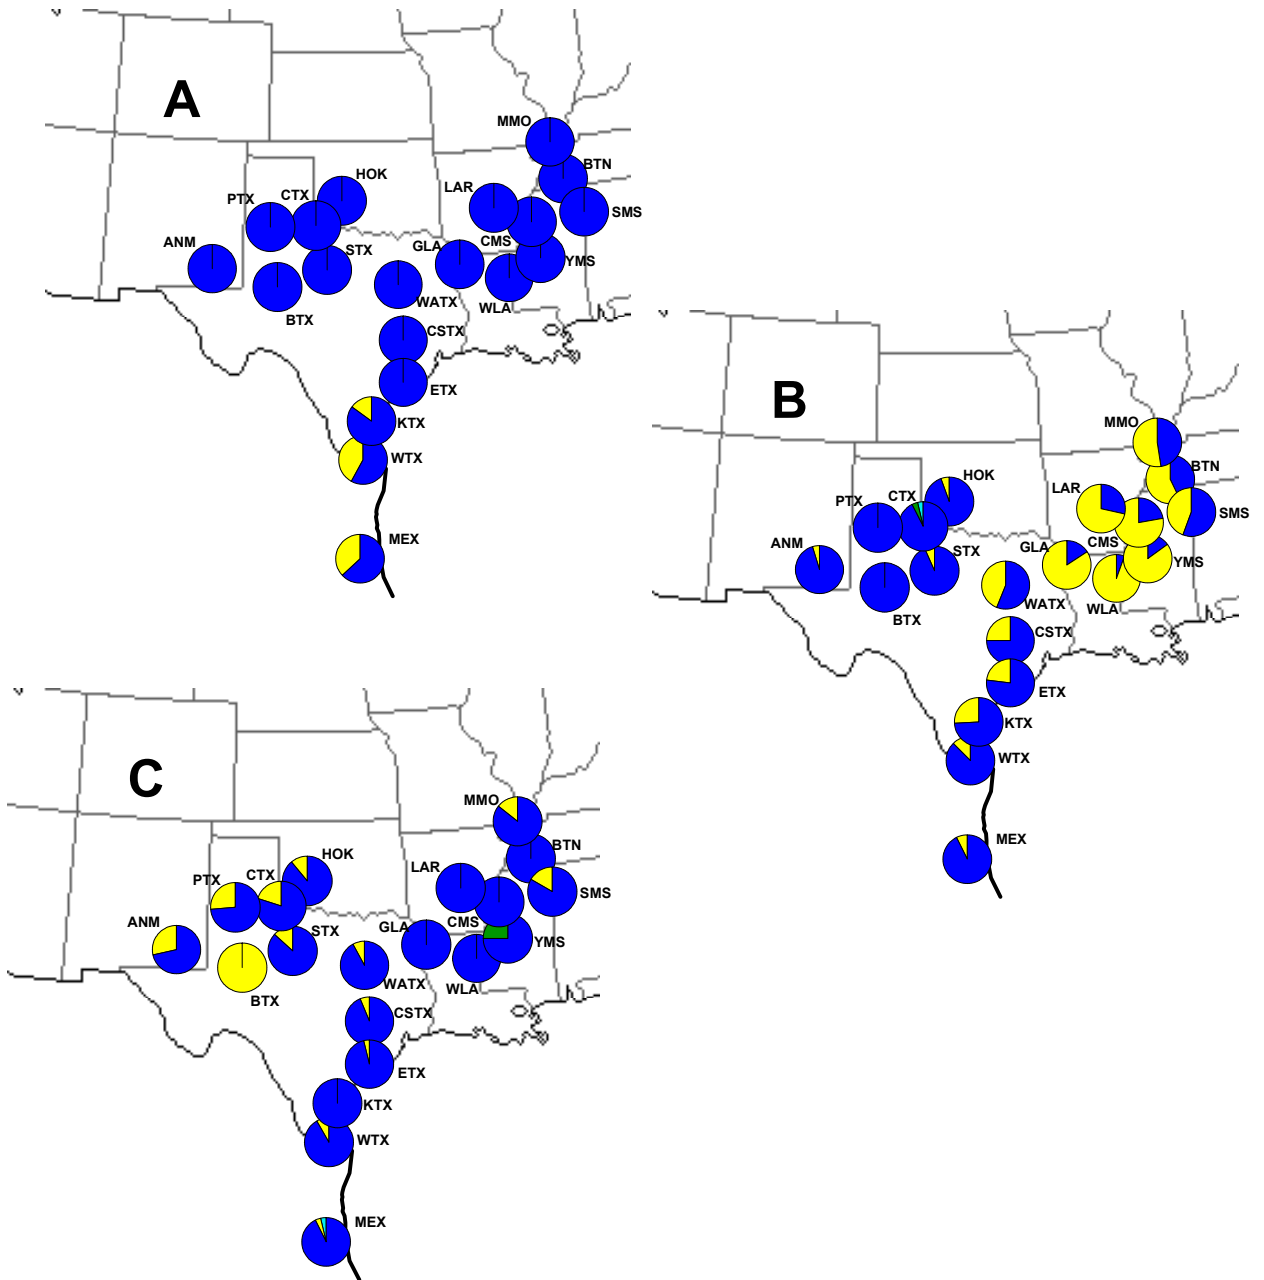 A
MMO
BTN
HOK
LAR
CTX
PTX
SMS
ANM
STX
GLA
CMS
YMS
WATX
WLA
BTX
CSTX
ETX
KTX
WTX
MEX
B
MMO
BTN
HOK
LAR
CTX
PTX
SMS
ANM
STX
GLA
CMS
YMS
WATX
WLA
BTX
CSTX
ETX
KTX
WTX
MEX
C
MMO
BTN
HOK
LAR
CTX
PTX
SMS
ANM
STX
GLA
CMS
YMS
WATX
WLA
BTX
CSTX
ETX
KTX
WTX
MEX